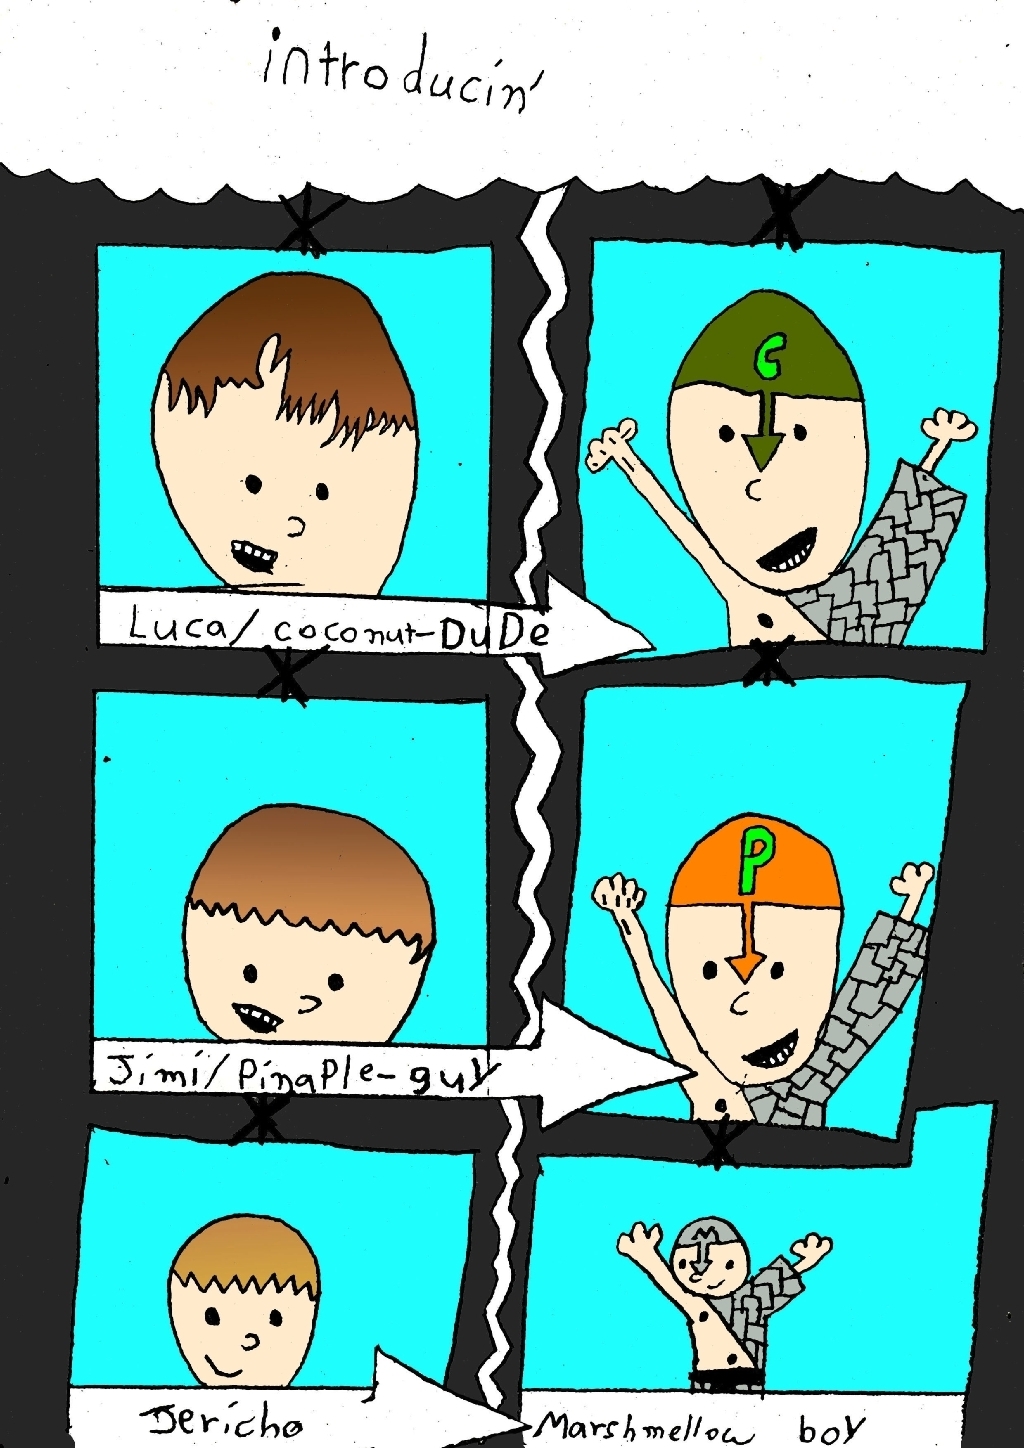 introducin'
C
Luca/coconut-DuDe
P
Jimi/Pinaple-guy
M
Jericho
Marshmellow boy